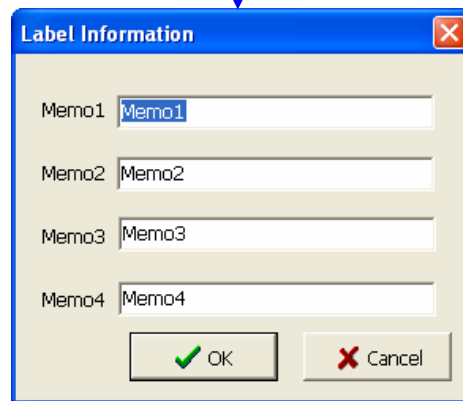 Label Information
Memo1 Memo1
Memo2 Memo2
Memo3 Memo3
Memo4 Memo4
OK Cancel